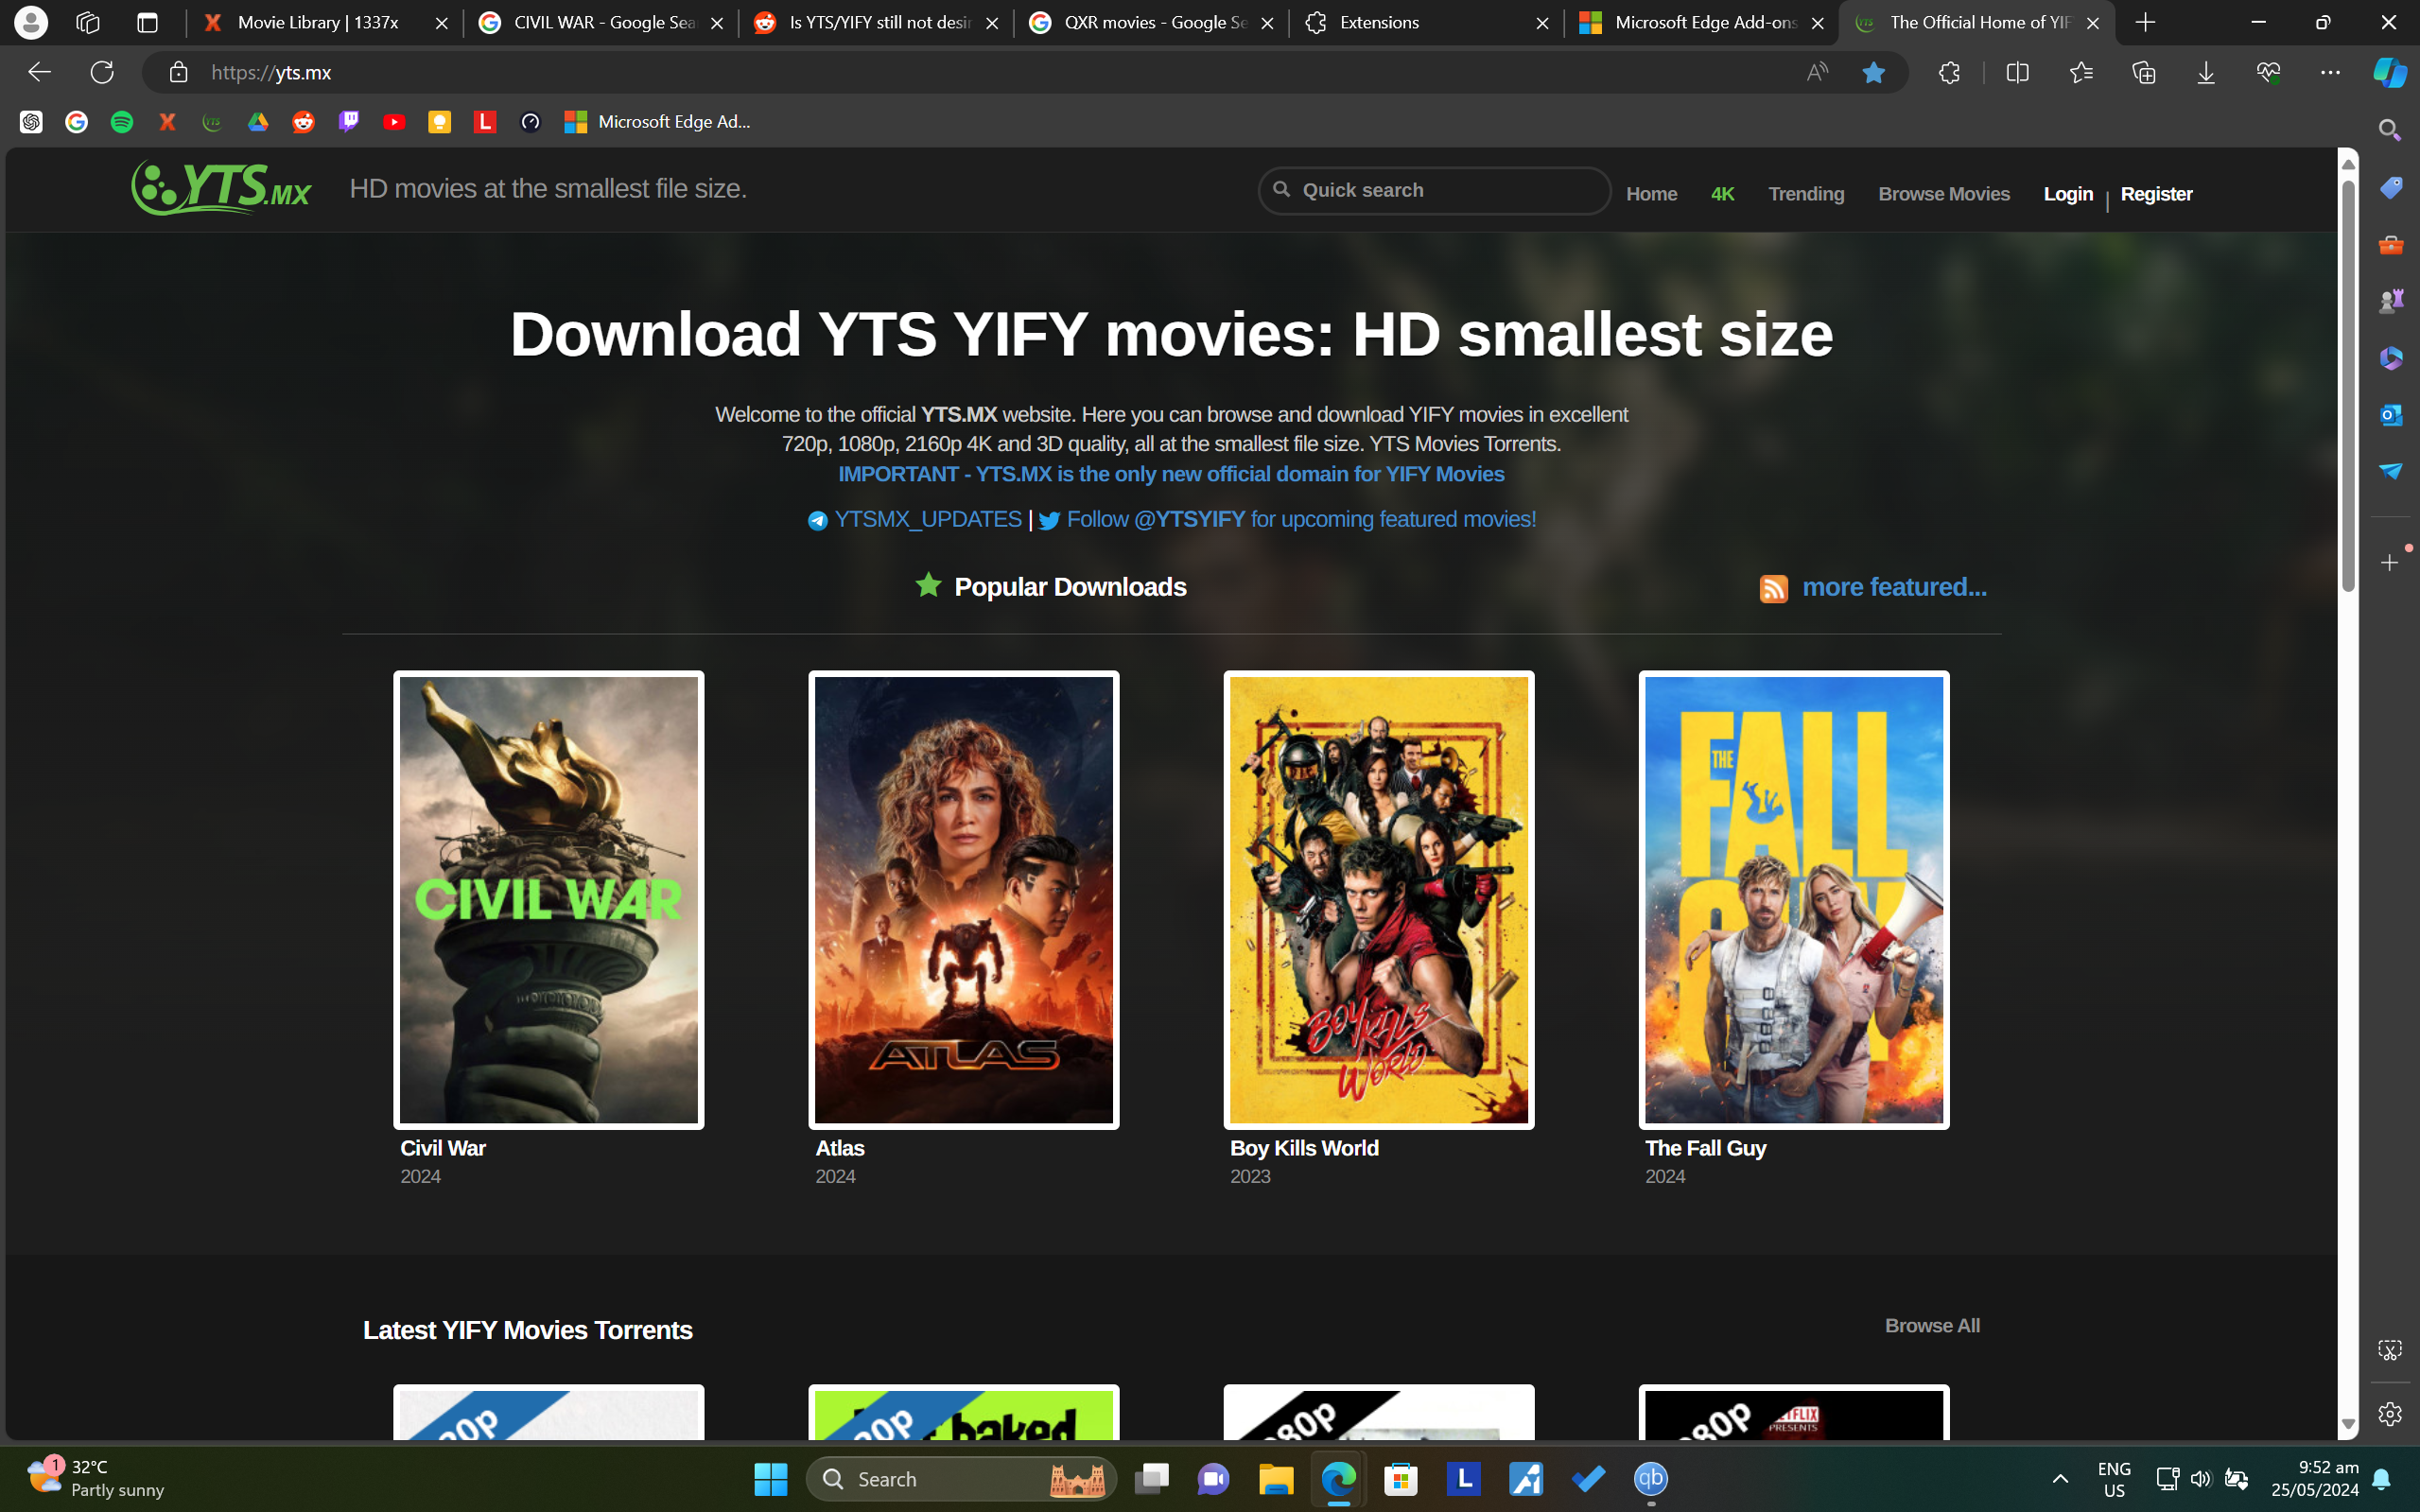 Movie Library | 1337x
CIVIL WAR - Google Sea
Is YTS/YIFY still not desi
QXR movies - Google Se
Extensions
Microsoft Edge Add-ons
The Official Home of YIF
https://yts.mx
Microsoft Edge Ad...
YTS.MX
HD movies at the smallest file size.
Quick search
Home
4K
Trending
Browse Movies
Login | Register
Download YTS YIFY movies: HD smallest size
Welcome to the official YTS.MX website. Here you can browse and download YIFY movies in excellent
720p, 1080p, 2160p 4K and 3D quality, all at the smallest file size. YTS Movies Torrents.
IMPORTANT - YTS.MX is the only new official domain for YIFY Movies
YTSMX_UPDATES | Follow @YTSYIFY for upcoming featured movies!
Popular Downloads
more featured...
CIVIL WAR
ATLAS
BOY KILLS
WORLD
THE
FALL
GUY
Civil War
2024
Atlas
2024
Boy Kills World
2023
The Fall Guy
2024
Latest YIFY Movies Torrents
Browse All
baked
PRESENTS
1
32°C
Partly sunny
Search
L
qb
ENG
US
9:52 am
25/05/2024